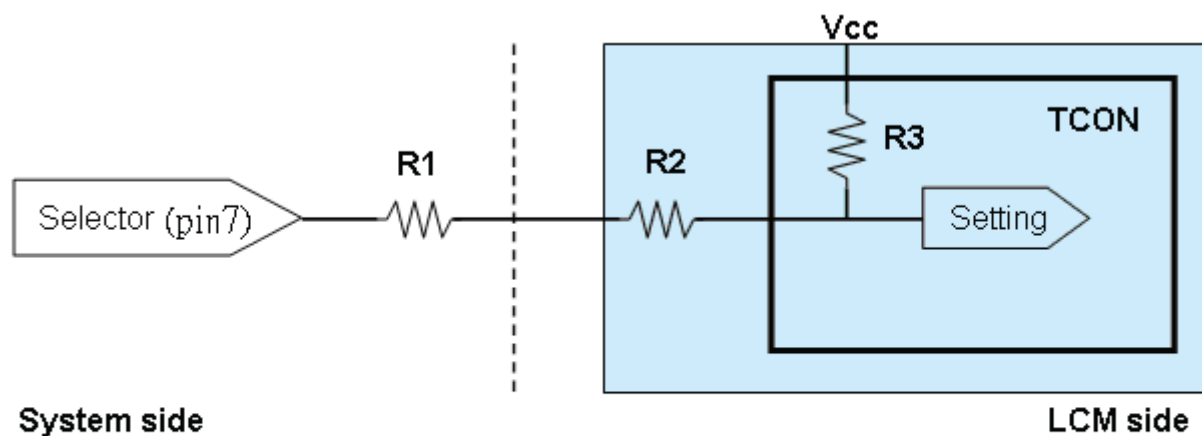 Vcc
TCON
R3
R1
R2
Selector (pin7)
Setting
System side
LCM side